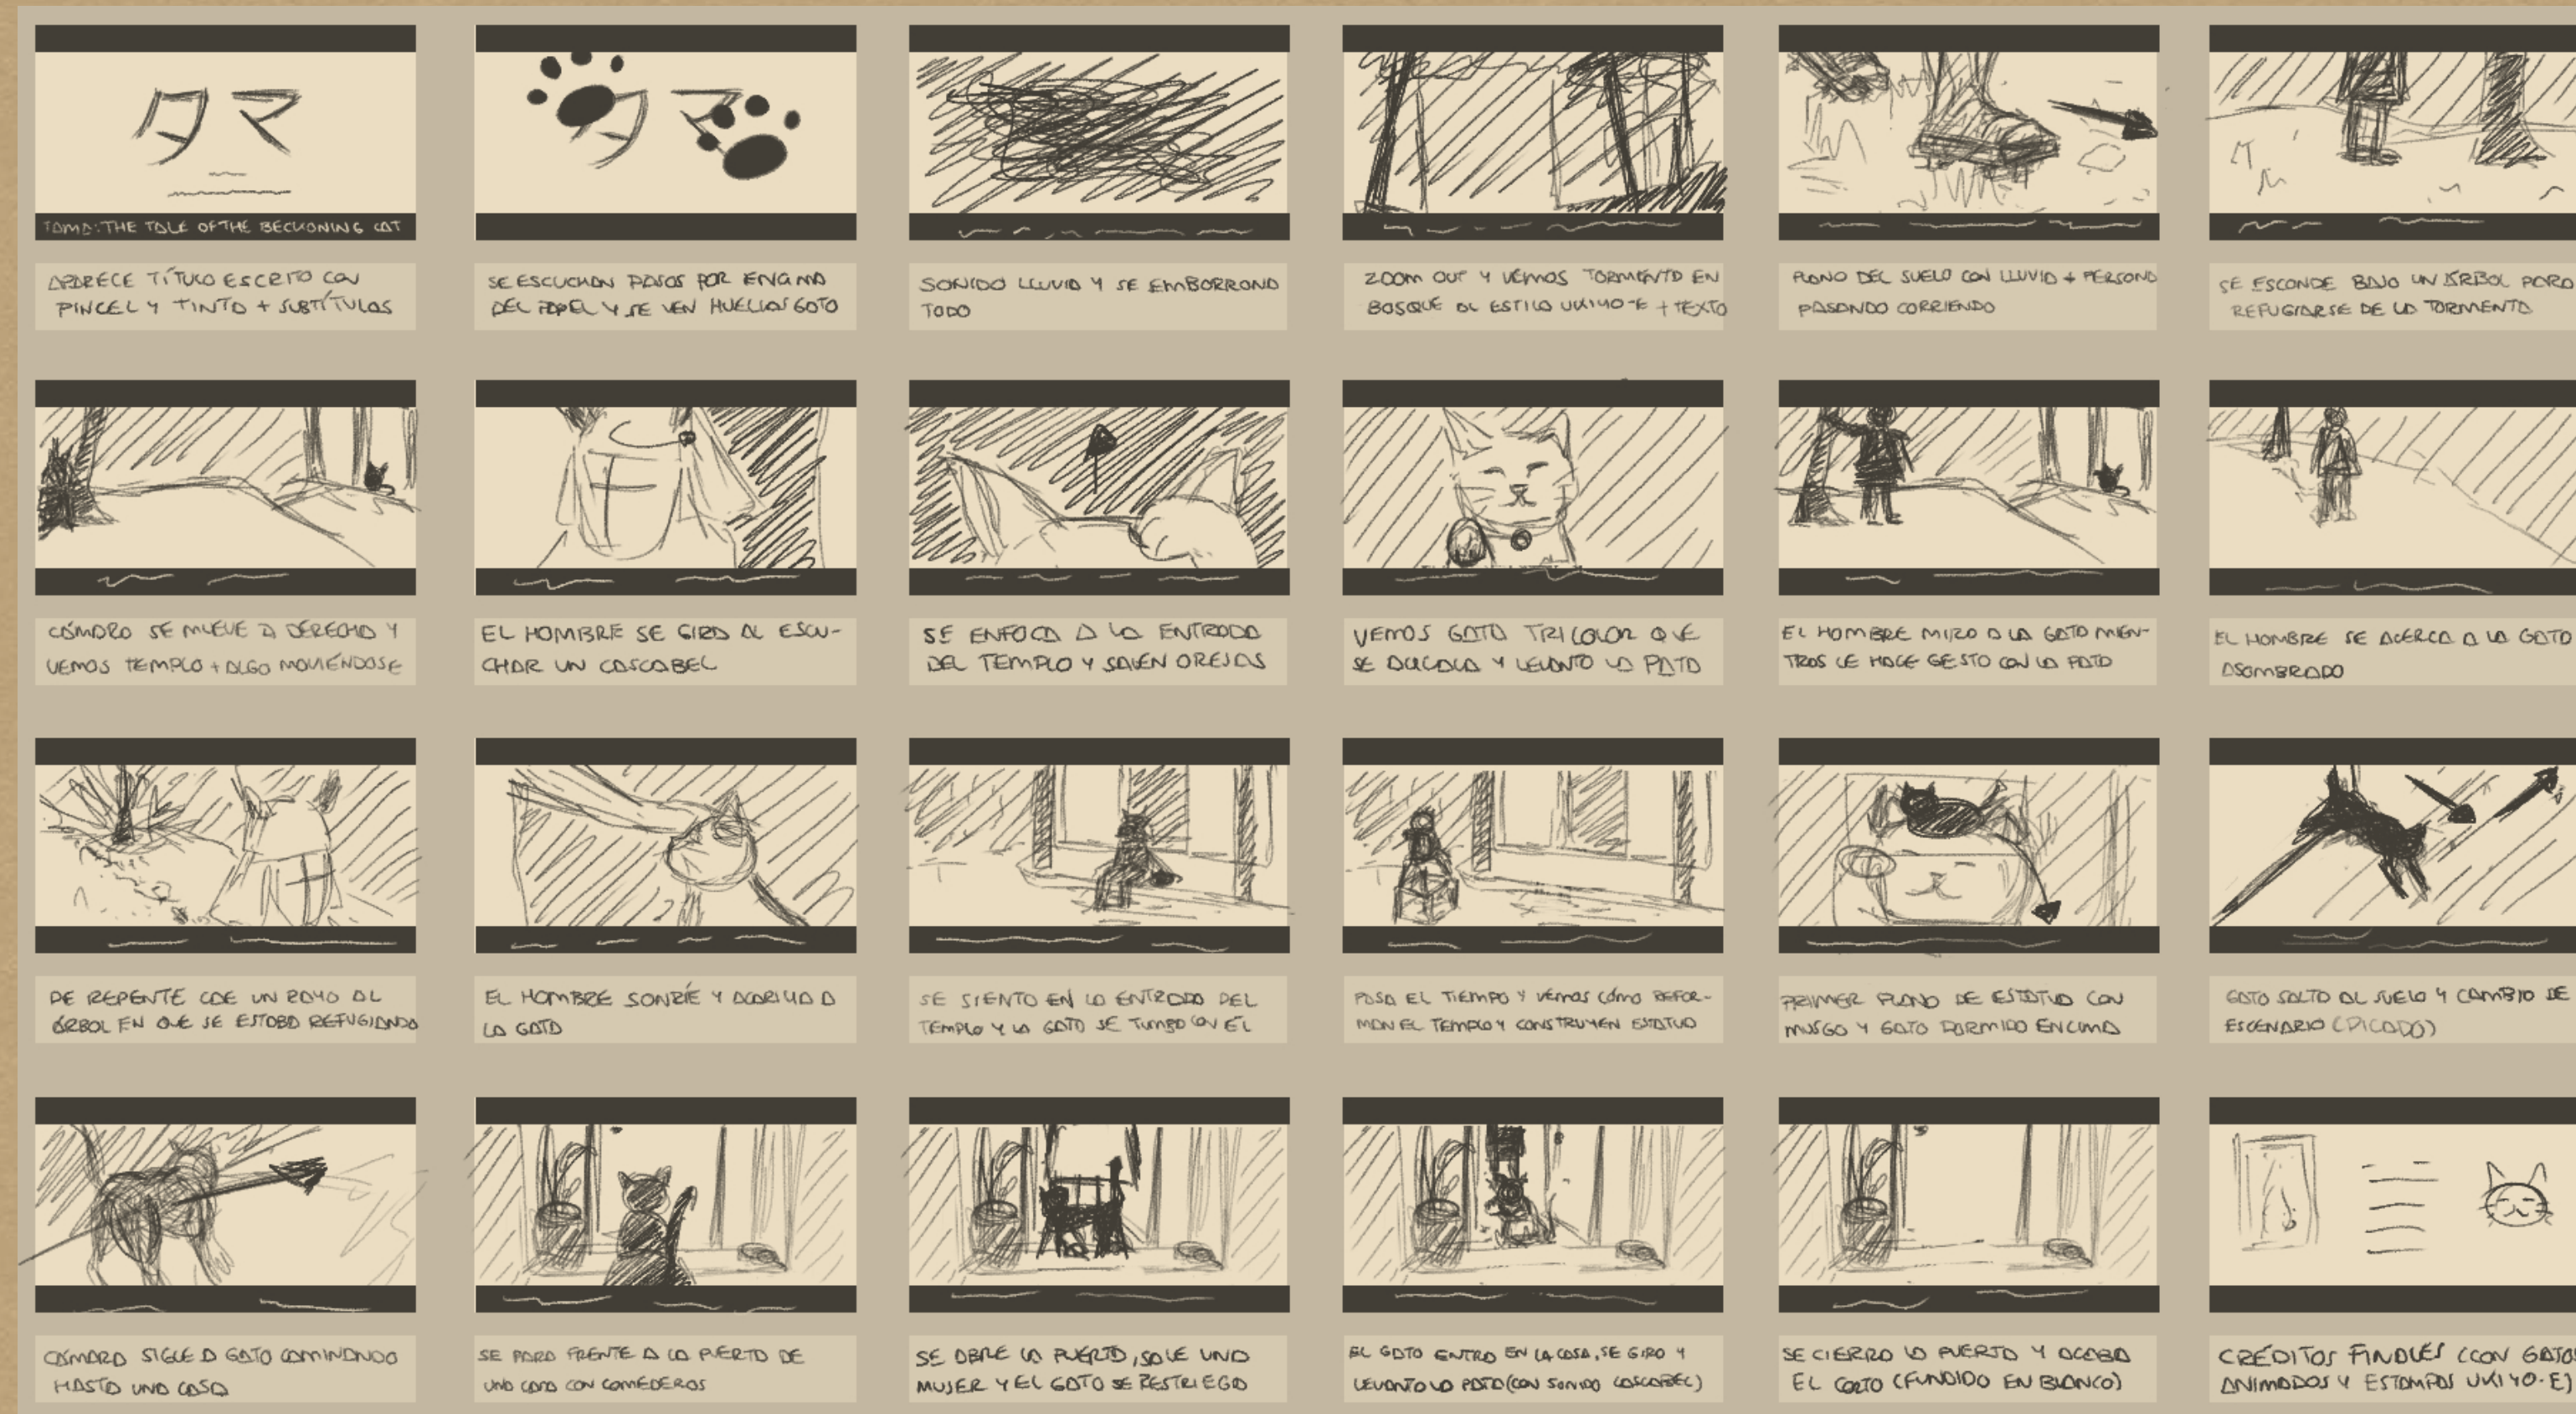 タマ
TAMA: THE TALE OF THE BECKONING CAT
APARECE TÍTULO ESCRITO CON
PINCEL Y TINTA + SUBTÍTULOS
SE ESCUCHAN PASOS POR ENCIMA
DEL PAPEL Y SE VEN HUELLAS GATO
SONIDO LLUVIA Y SE EMBORRONA
TODO
ZOOM OUT Y VEMOS TORMENTA EN
BOSQUE AL ESTILO UKIYO-E + TEXTO
PLANO DEL SUELO CON LLUVIA + PERSONA
PASANDO CORRIENDO
SE ESCONDE BAJO UN ÁRBOL PARA
REFUGIARSE DE LA TORMENTA
CÁMARA SE MUEVE A DERECHA Y
VEMOS TEMPLO + ALGO MOVIÉNDOSE
EL HOMBRE SE GIRA AL ESCU-
CHAR UN CASCABEL
SE ENFOCA A LA ENTRADA
DEL TEMPLO Y SALEN OREJAS
VEMOS GATA TRICOLOR QUE
SE ACICALA Y LEVANTA LA PATA
EL HOMBRE MIRA A LA GATA MIEN-
TRAS LE HACE GESTO CON LA PATA
EL HOMBRE SE ACERCA A LA GATA
ASOMBRADO
DE REPENTE CAE UN RAYO AL
ÁRBOL EN QUE SE ESTABA REFUGIANDO
EL HOMBRE SONRÍE Y ACARICIA A
LA GATA
SE SIENTA EN LA ENTRADA DEL
TEMPLO Y LA GATA SE TUMBA CON ÉL
PASA EL TIEMPO Y VEMOS CÓMO REFOR-
MAN EL TEMPLO Y CONSTRUYEN ESTATUA
PRIMER PLANO DE ESTATUA CON
MUSGO Y GATO DORMIDO ENCIMA
GATO SALTA AL SUELO Y CAMBIO DE
ESCENARIO (PICADO)
CÁMARA SIGUE A GATO CAMINANDO
HASTA UNA CASA
SE PARA FRENTE A LA PUERTA DE
UNA CASA CON COMEDEROS
SE ABRE LA PUERTA, SALE UNA
MUJER Y EL GATO SE RESTRIEGA
EL GATO ENTRA EN LA CASA, SE GIRA Y
LEVANTA LA PATA (CON SONIDO CASCABEL)
SE CIERRA LA PUERTA Y ACABA
EL CORTO (FUNDIDO EN BLANCO)
CRÉDITOS FINALES (CON GATOS
ANIMADOS Y ESTAMPAS UKIYO-E)